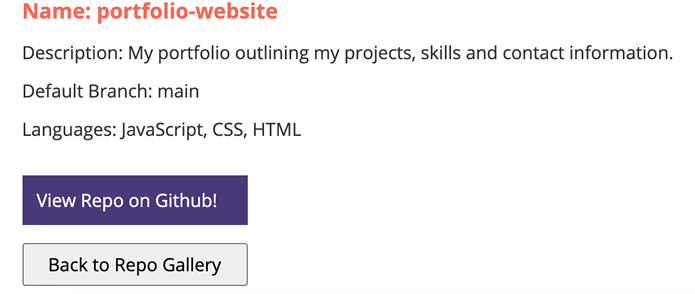 Name: portfolio-website
Description: My portfolio outlining my projects, skills and contact information.
Default Branch: main
Languages: JavaScript, CSS, HTML
View Repo on Github!
Back to Repo Gallery